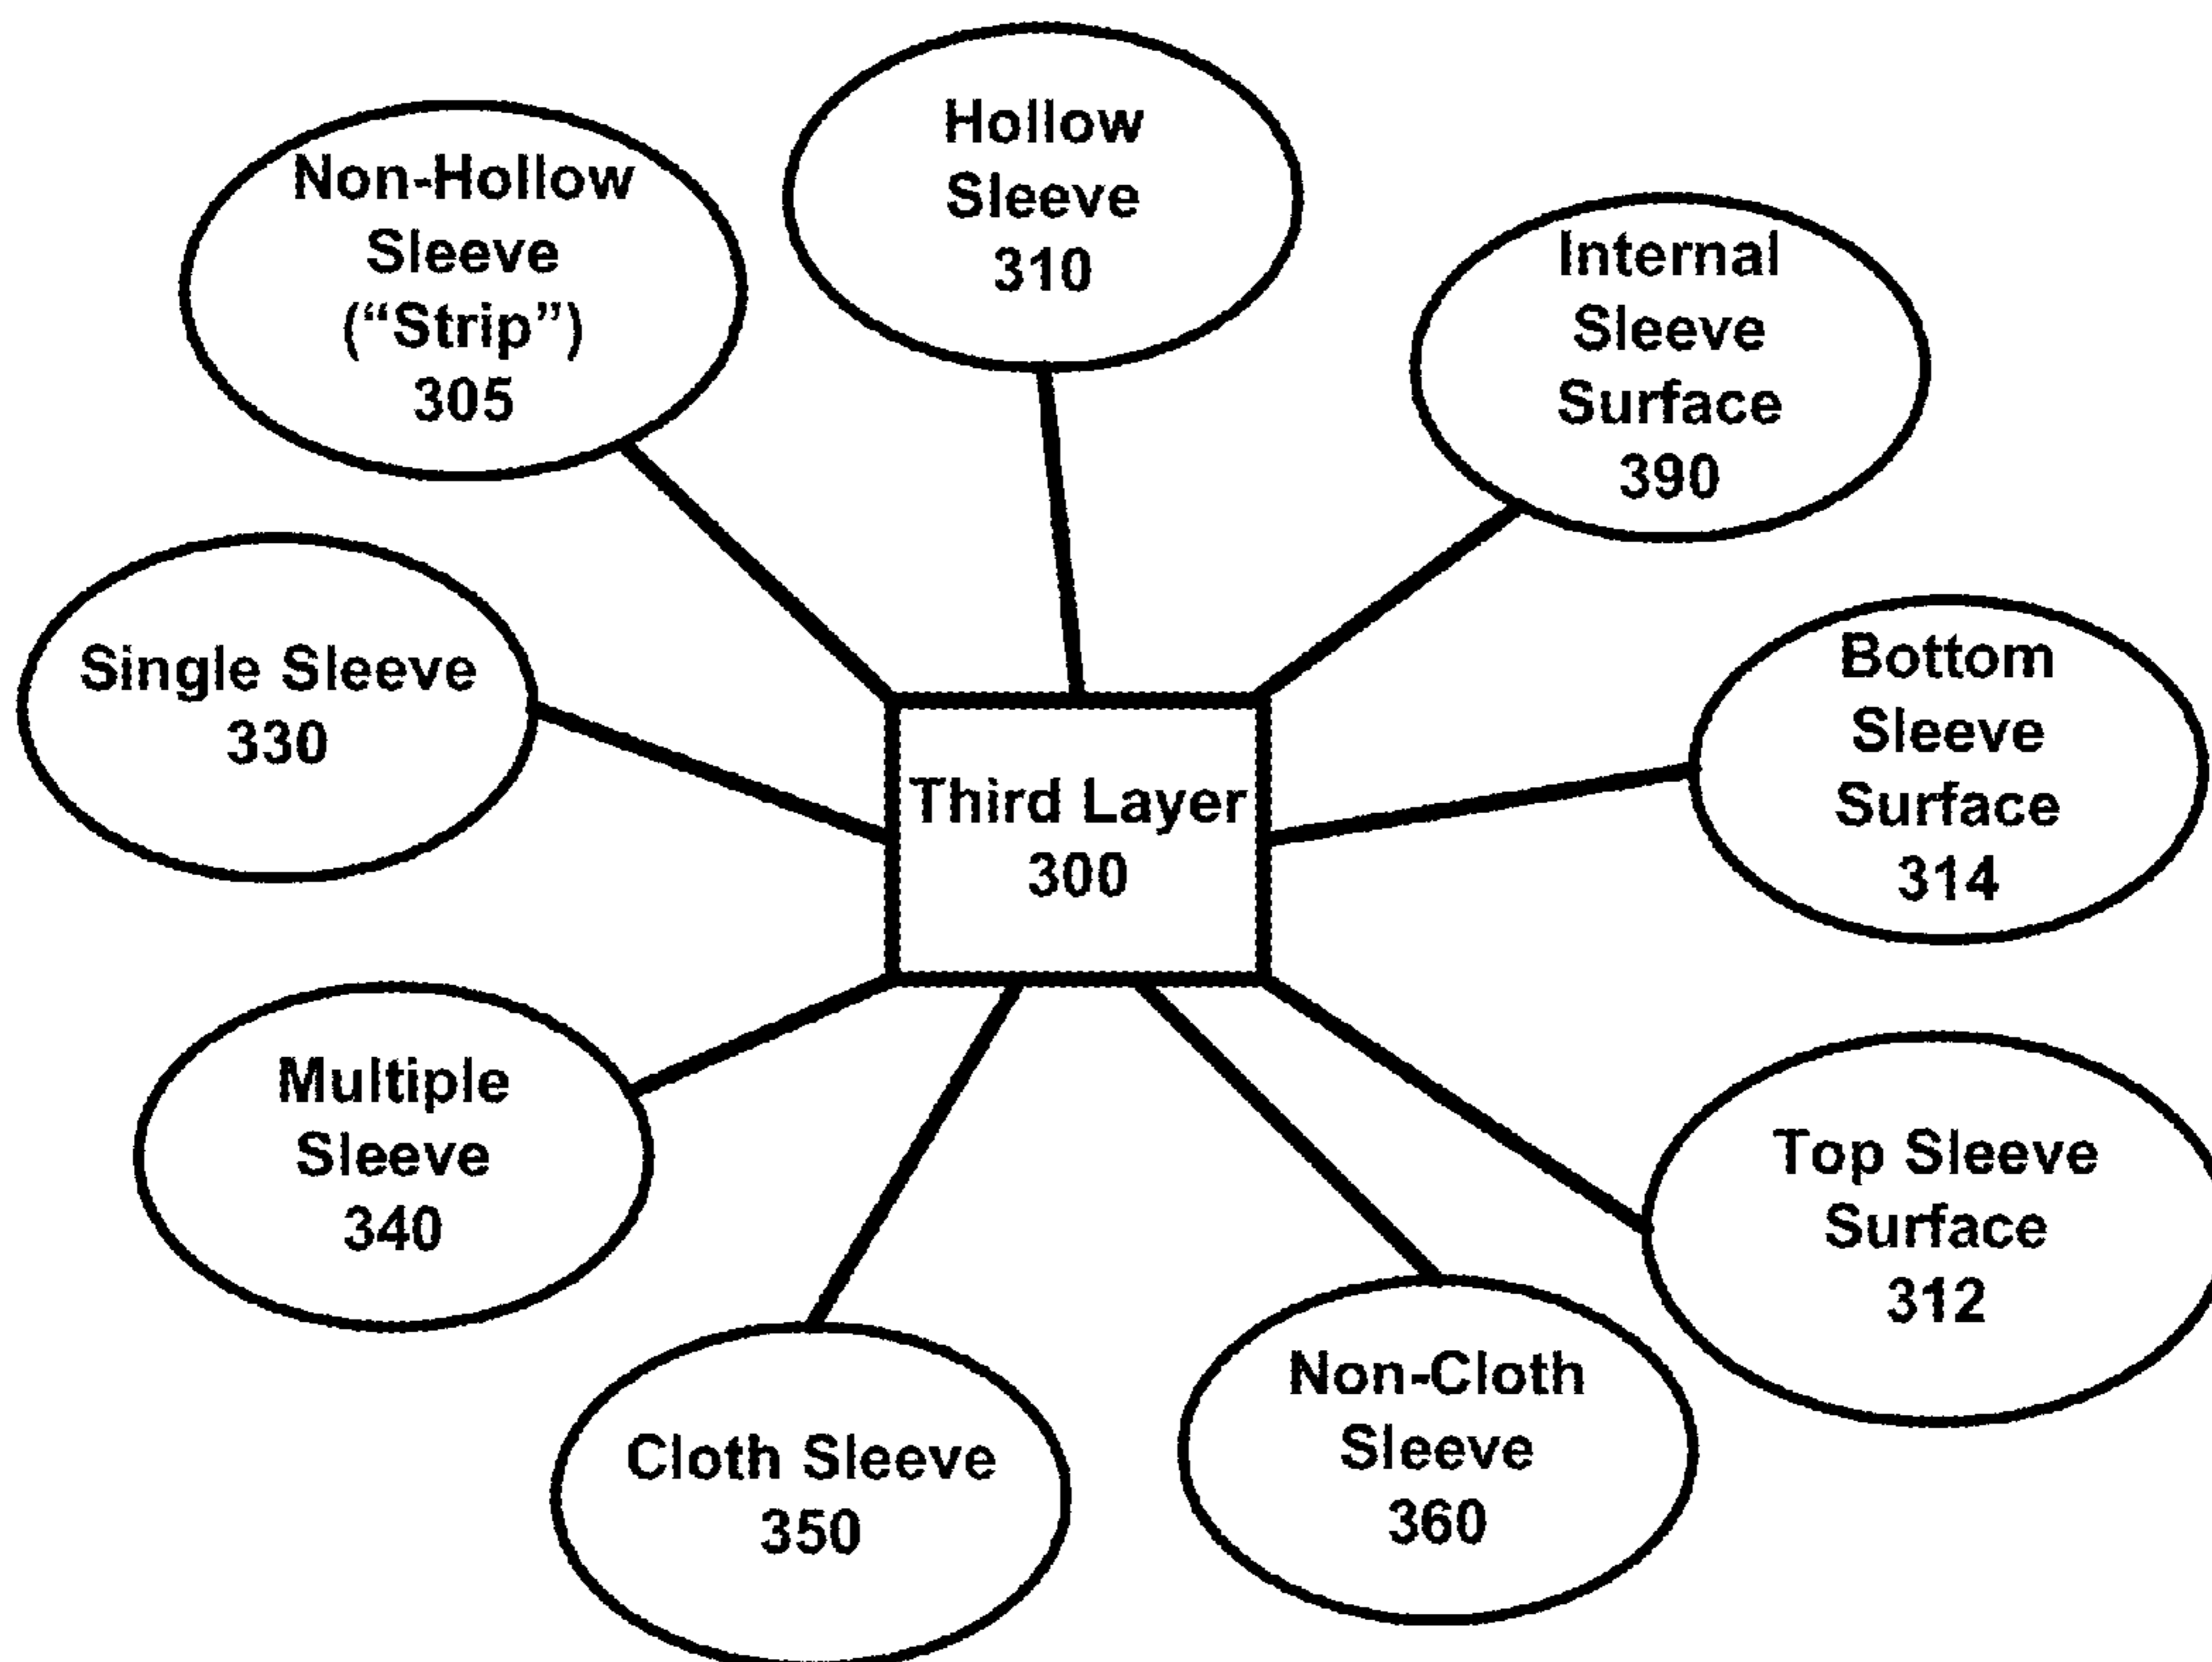 Hollow
Sleeve
310
Non-Hollow
Sleeve
(“Strip”)
305
Internal
Sleeve
Surface
390
Single Sleeve
330
Bottom
Sleeve
Surface
314
Third Layer
300
Multiple
Sleeve
340
Top Sleeve
Surface
312
Cloth Sleeve
350
Non-Cloth
Sleeve
360